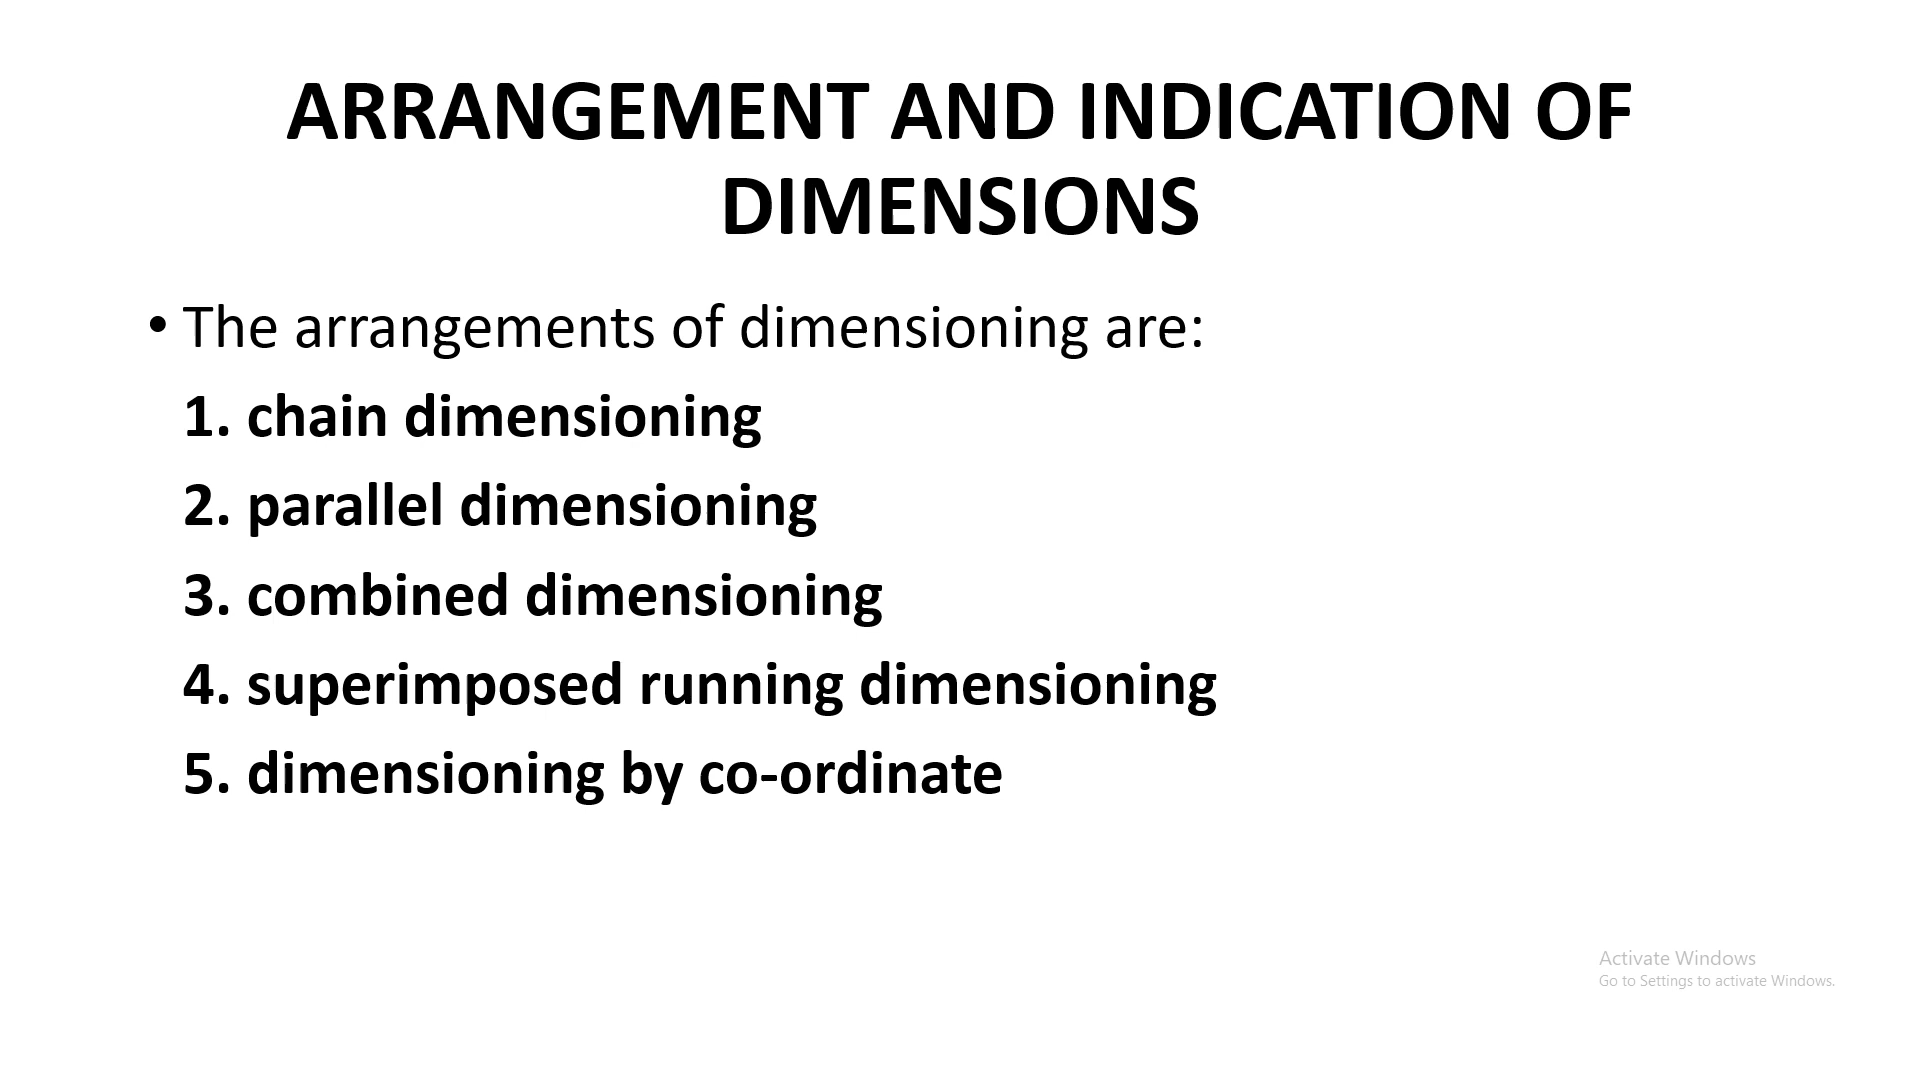 ARRANGEMENT AND INDICATION OF
DIMENSIONS
• The arrangements of dimensioning are:
1. chain dimensioning
2. parallel dimensioning
3. combined dimensioning
4. superimposed running dimensioning
5. dimensioning by co-ordinate
Activate Windows
Go to Settings to activate Windows.